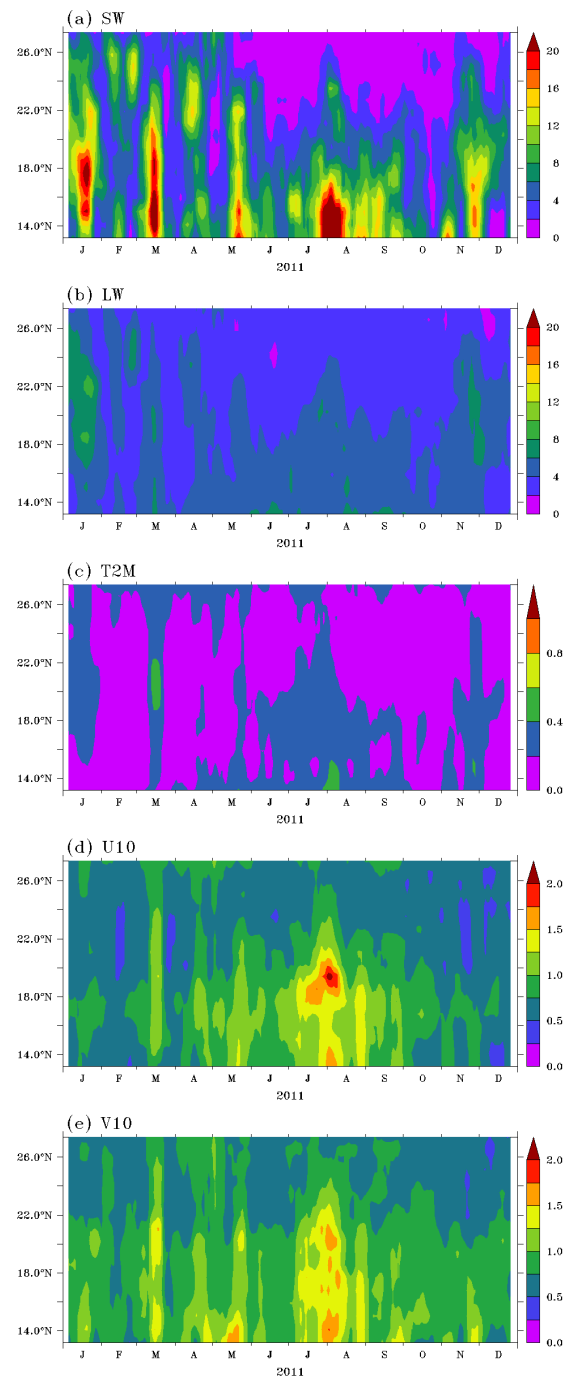 (a) SW
26.0°N
22.0°N
18.0°N
14.0°N
J F M A M J J A S O N D
2011
20
16
12
8
4
0
(b) LW
26.0°N
22.0°N
18.0°N
14.0°N
J F M A M J J A S O N D
2011
20
16
12
8
4
0
(c) T2M
26.0°N
22.0°N
18.0°N
14.0°N
J F M A M J J A S O N D
2011
0.8
0.4
0.0
(d) U10
26.0°N
22.0°N
18.0°N
14.0°N
J F M A M J J A S O N D
2011
2.0
1.5
1.0
0.5
0.0
(e) V10
26.0°N
22.0°N
18.0°N
14.0°N
J F M A M J J A S O N D
2011
2.0
1.5
1.0
0.5
0.0